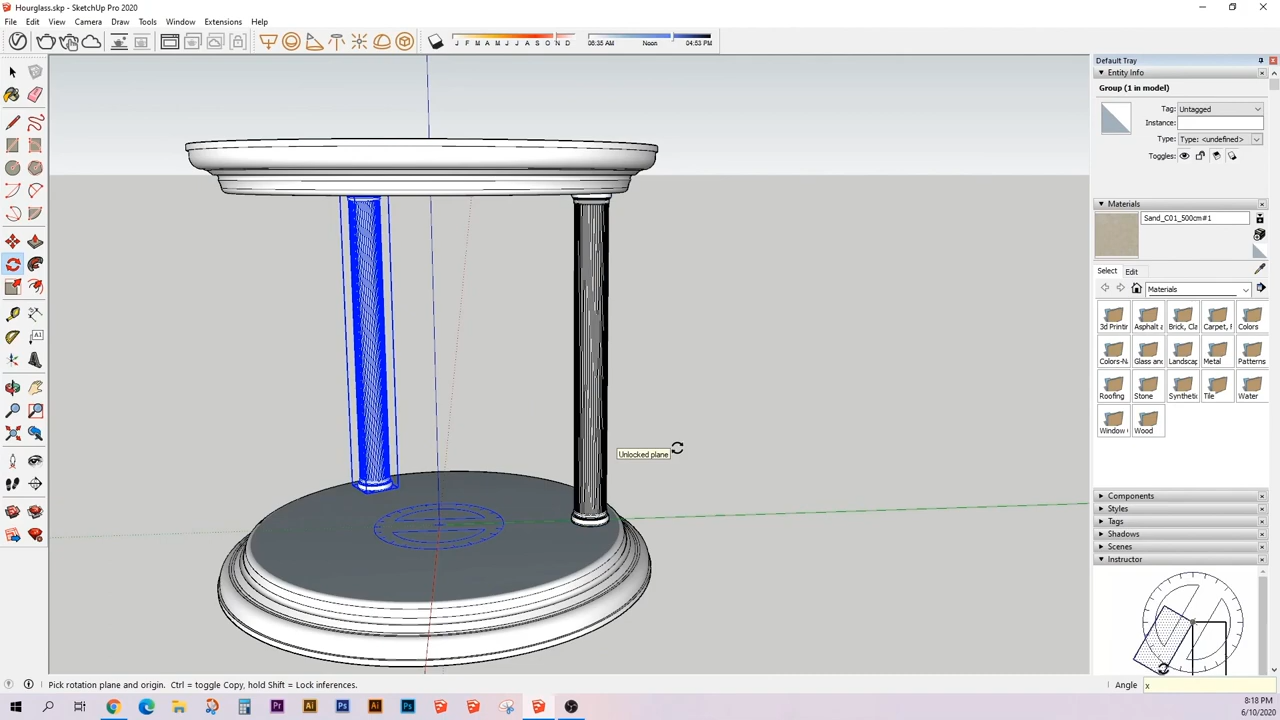 Hourglass.skp - SketchUp Pro 2020
File Edit View Camera Draw Tools Window Extensions Help
J F M A M J J A S O N D
06:35 AM Noon 04:53 PM
Unlocked plane
Default Tray
Entity Info
Group (1 in model)
Tag: Untagged
Instance:
Type: Type: <undefined>
Toggles:
Materials
Sand_C01_500cm#1
Select Edit
Materials
3d Printi Asphalt a Brick, Cla Carpet, F Colors
Colors-N Glass and Landscap Metal Patterns
Roofing Stone Syntheti Tile Water
Window Wood
Components
Styles
Tags
Shadows
Scenes
Instructor
Pick rotation plane and origin. Ctrl = toggle Copy, hold Shift = Lock inferences.
Angle x
8:18 PM
6/10/2020